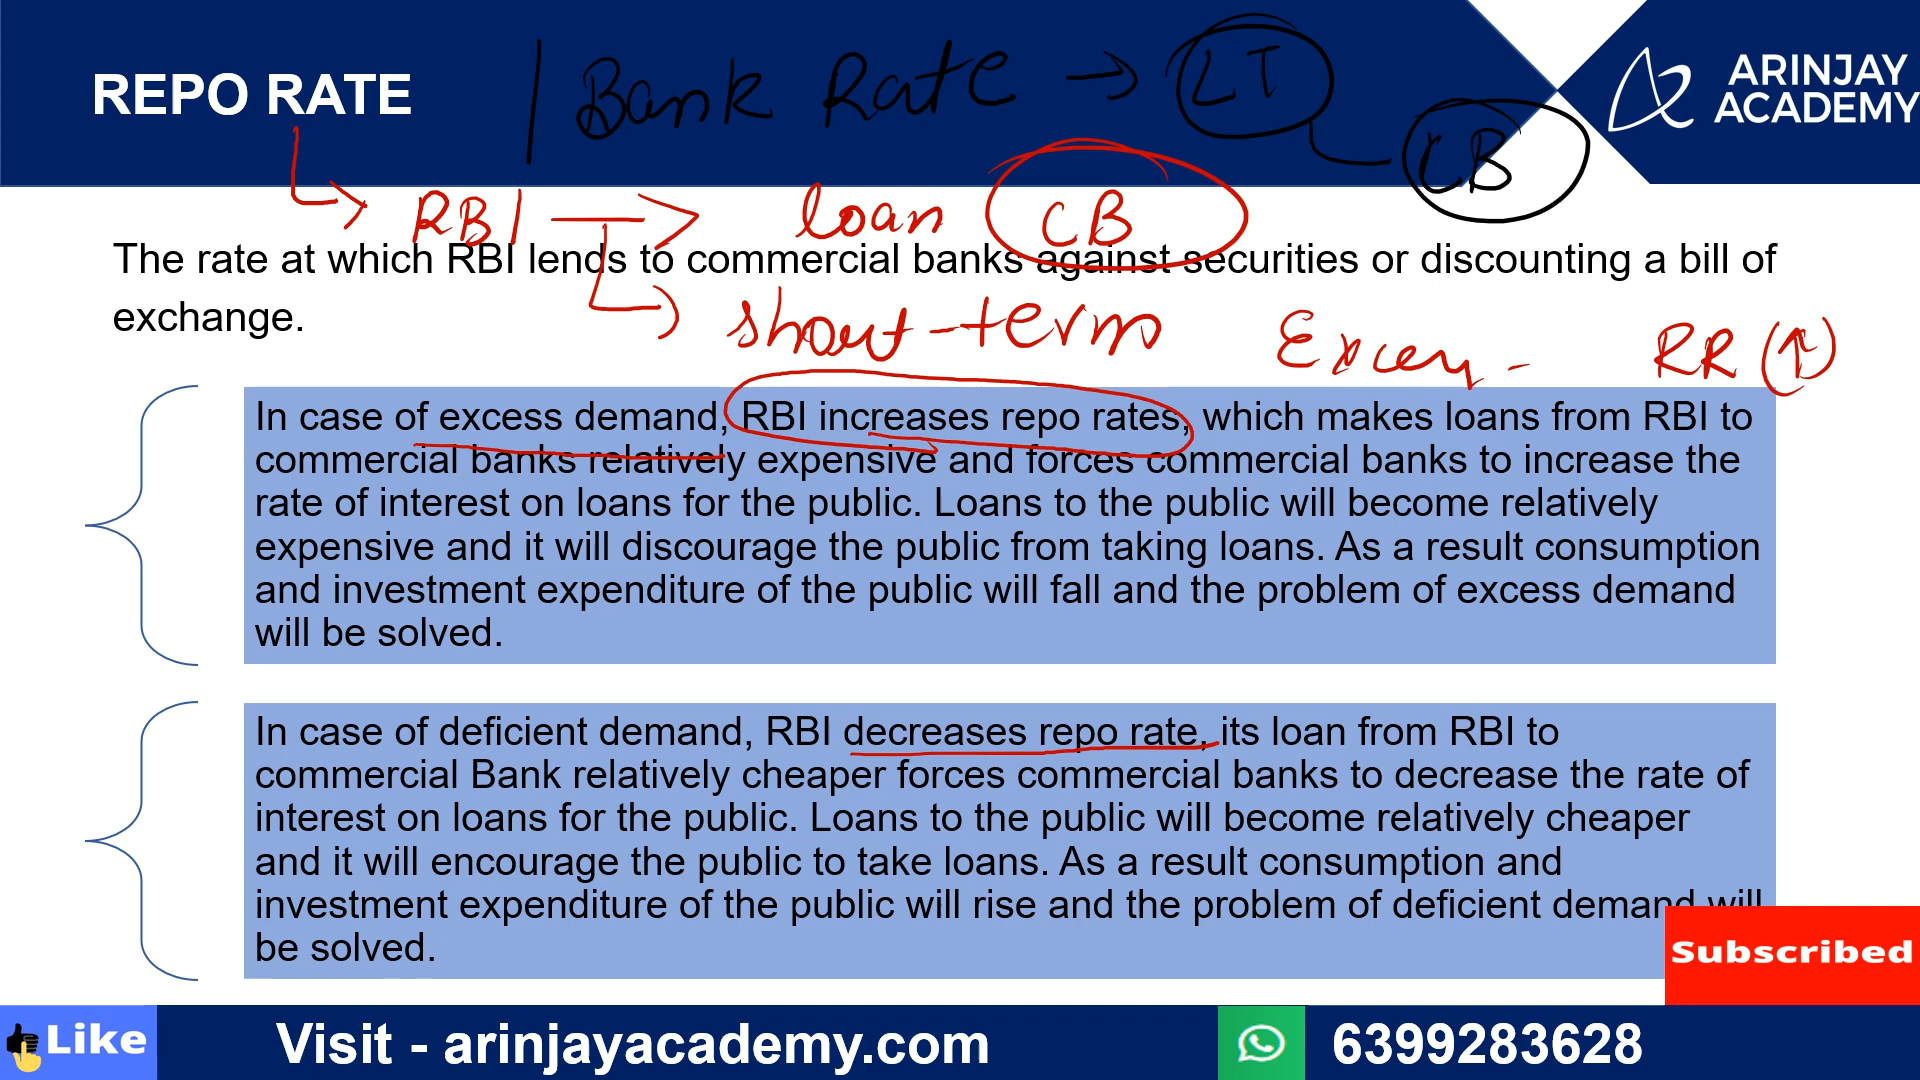 REPO RATE
| Bank Rate → LT
CB
ARINJAY
ACADEMY
RBI → loan CB
The rate at which RBI lends to commercial banks against securities or discounting a bill of
exchange.
short-term
RR (↑)
In case of excess demand, RBI increases repo rates, which makes loans from RBI to
commercial banks relatively expensive and forces commercial banks to increase the
rate of interest on loans for the public. Loans to the public will become relatively
expensive and it will discourage the public from taking loans. As a result consumption
and investment expenditure of the public will fall and the problem of excess demand
will be solved.
In case of deficient demand, RBI decreases repo rate, its loan from RBI to
commercial Bank relatively cheaper forces commercial banks to decrease the rate of
interest on loans for the public. Loans to the public will become relatively cheaper
and it will encourage the public to take loans. As a result consumption and
investment expenditure of the public will rise and the problem of deficient demand will
be solved.
Subscribed
Like
Visit - arinjayacademy.com
6399283628